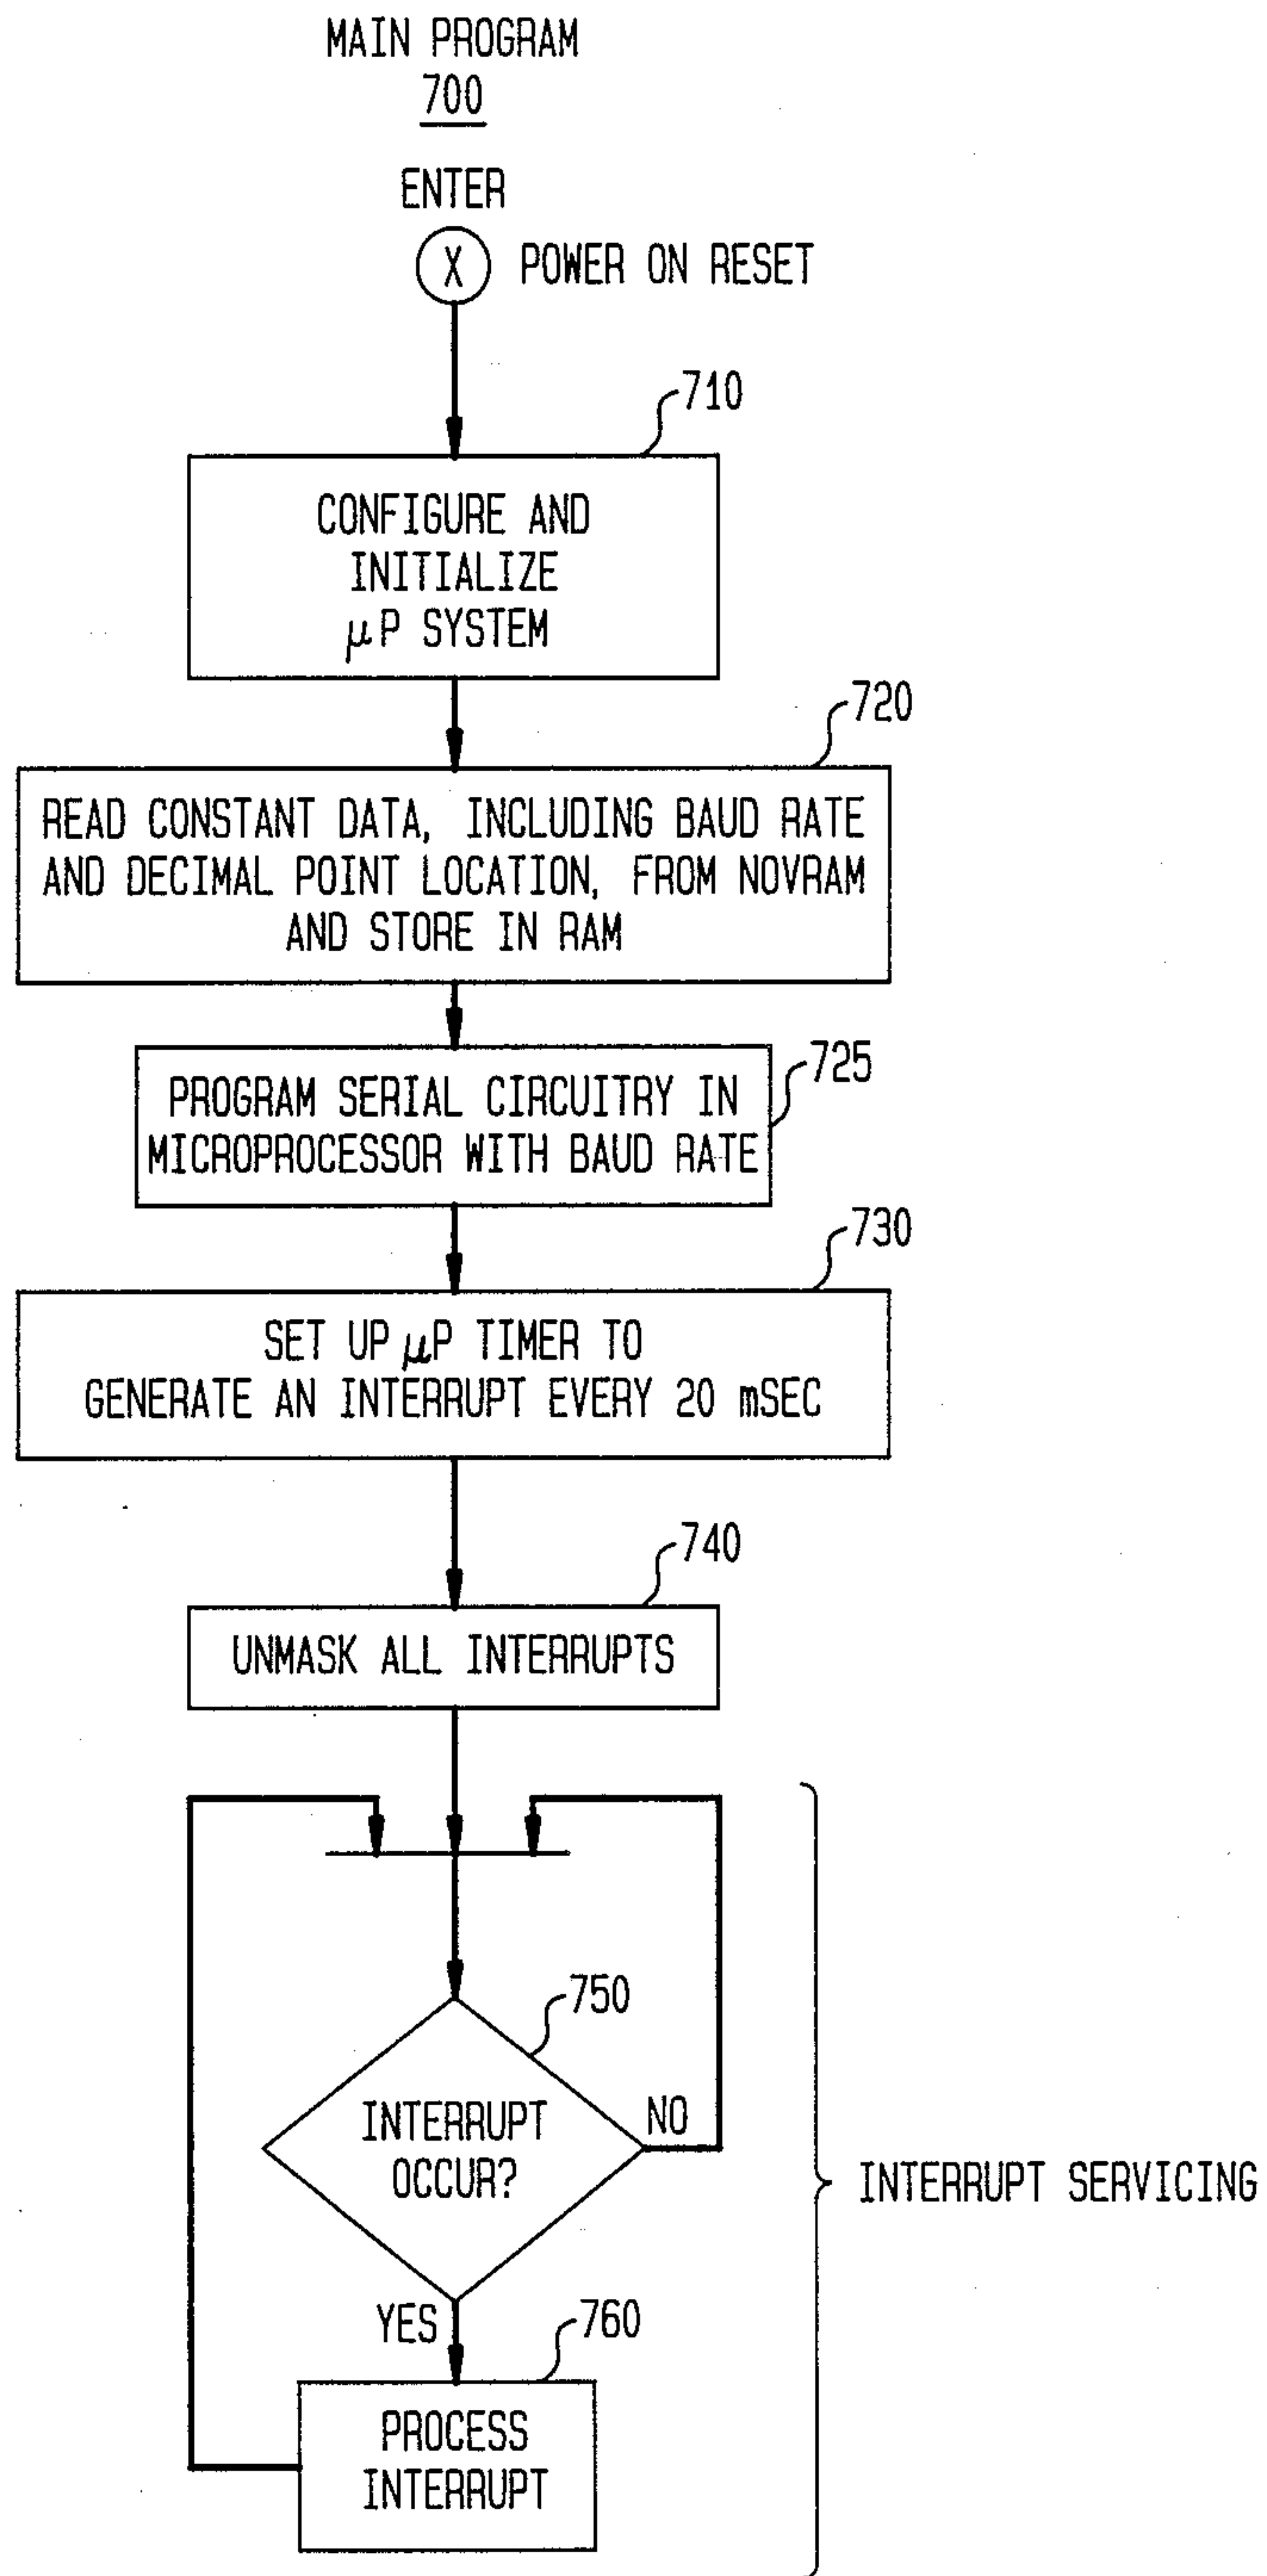 MAIN PROGRAM
700
ENTER
X
POWER ON RESET
710
CONFIGURE AND
INITIALIZE
μP SYSTEM
720
READ CONSTANT DATA, INCLUDING BAUD RATE
AND DECIMAL POINT LOCATION, FROM NOVRAM
AND STORE IN RAM
725
PROGRAM SERIAL CIRCUITRY IN
MICROPROCESSOR WITH BAUD RATE
730
SET UP μP TIMER TO
GENERATE AN INTERRUPT EVERY 20 mSEC
740
UNMASK ALL INTERRUPTS
750
INTERRUPT
OCCUR?
NO
INTERRUPT SERVICING
YES
760
PROCESS
INTERRUPT